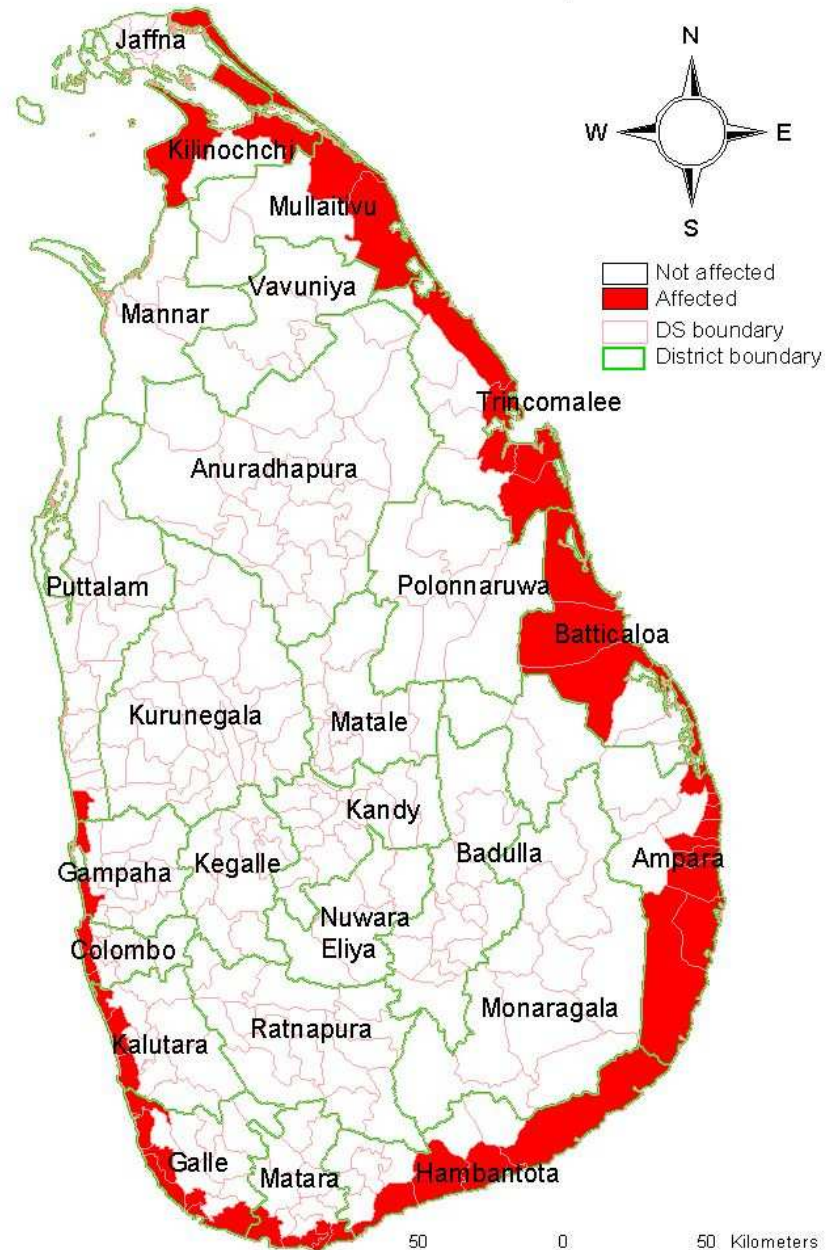 Jaffna
N
W
E
Kilinochchi
Mullaitivu
S
Not affected
Affected
DS boundary
District boundary
Vavuniya
Mannar
Trincomalee
Anuradhapura
Puttalam
Polonnaruwa
Batticaloa
Kurunegala
Matale
Kandy
Gampaha
Kegalle
Badulla
Ampara
Nuwara
Eliya
Colombo
Monaragala
Kalutara
Ratnapura
Galle
Matara
Hambantota
50 0 50 Kilometers